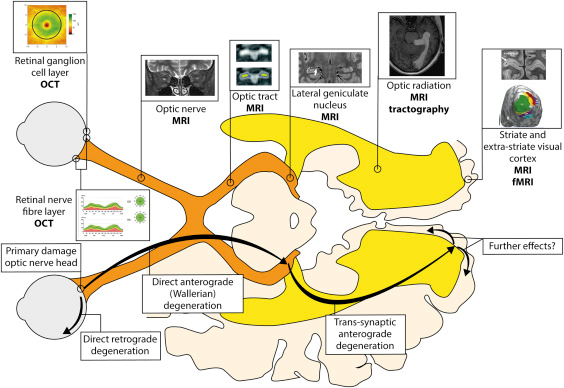 Retinal ganglion
cell layer
OCT
Optic nerve
MRI
Optic tract
MRI
Lateral geniculate
nucleus
MRI
Optic radiation
MRI
tractography
Striate and
extra-striate visual
cortex
MRI
fMRI
Retinal nerve
fibre layer
OCT
Primary damage
optic nerve head
Direct anterograde
(Wallerian)
degeneration
Direct retrograde
degeneration
Trans-synaptic
anterograde
degeneration
Further effects?